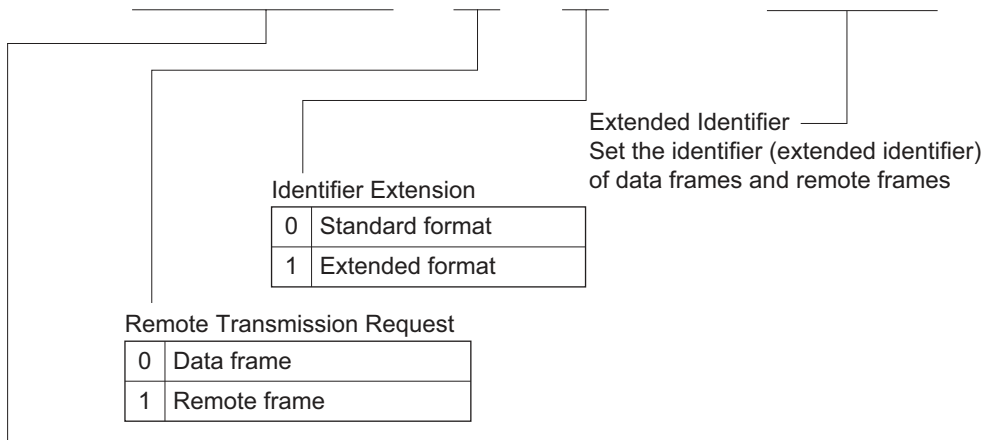 Extended Identifier
Set the identifier (extended identifier)
of data frames and remote frames
Identifier Extension
0 Standard format
1 Extended format
Remote Transmission Request
0 Data frame
1 Remote frame